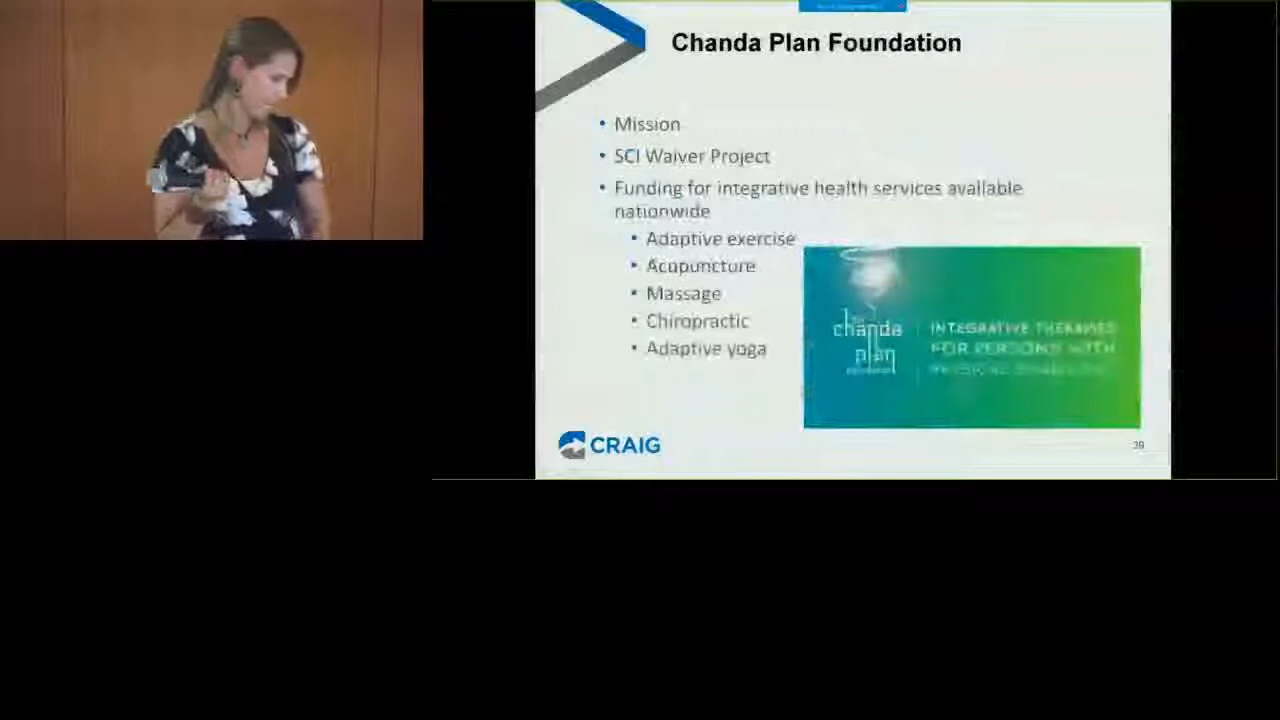 Chanda Plan Foundation
• Mission
• SCI Waiver Project
• Funding for integrative health services available
nationwide
• Adaptive exercise
• Acupuncture
• Massage
• Chiropractic
• Adaptive yoga
chanda
plan
INTEGRATIVE THERAPIES
FOR PERSONS WITH
CRAIG
39